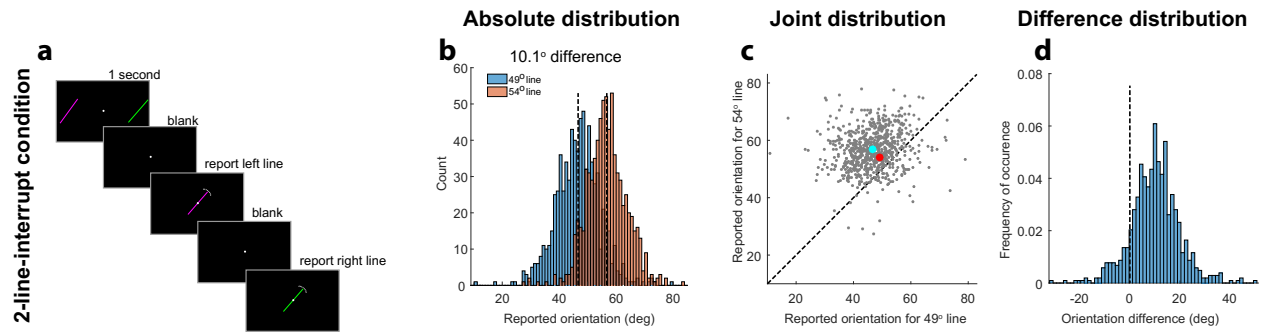 2-line-interrupt condition
a
1 second
blank
report left line
blank
report right line
Absolute distribution
b
10.1° difference
49° line
54° line
Count
60
50
40
30
20
10
0
20
40
60
80
Reported orientation (deg)
Joint distribution
c
Reported orientation for 54° line
80
60
40
20
20
40
60
80
Reported orientation for 49° line
Difference distribution
d
Frequency of occurence
0.08
0.06
0.04
0.02
0
-20
0
20
40
Orientation difference (deg)